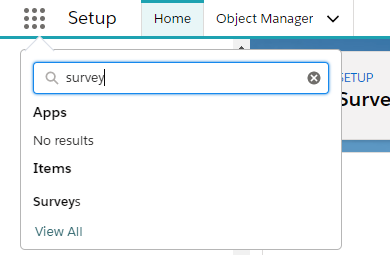 Setup
Home
Object Manager
survey
Apps
No results
Items
Surveys
View All
SETUP
Surve